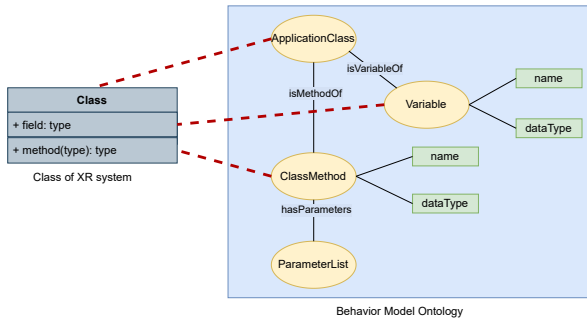 Class
+ field: type
+ method(type): type
Class of XR system
ApplicationClass
isVariableOf
isMethodOf
Variable
name
dataType
ClassMethod
name
dataType
hasParameters
ParameterList
Behavior Model Ontology